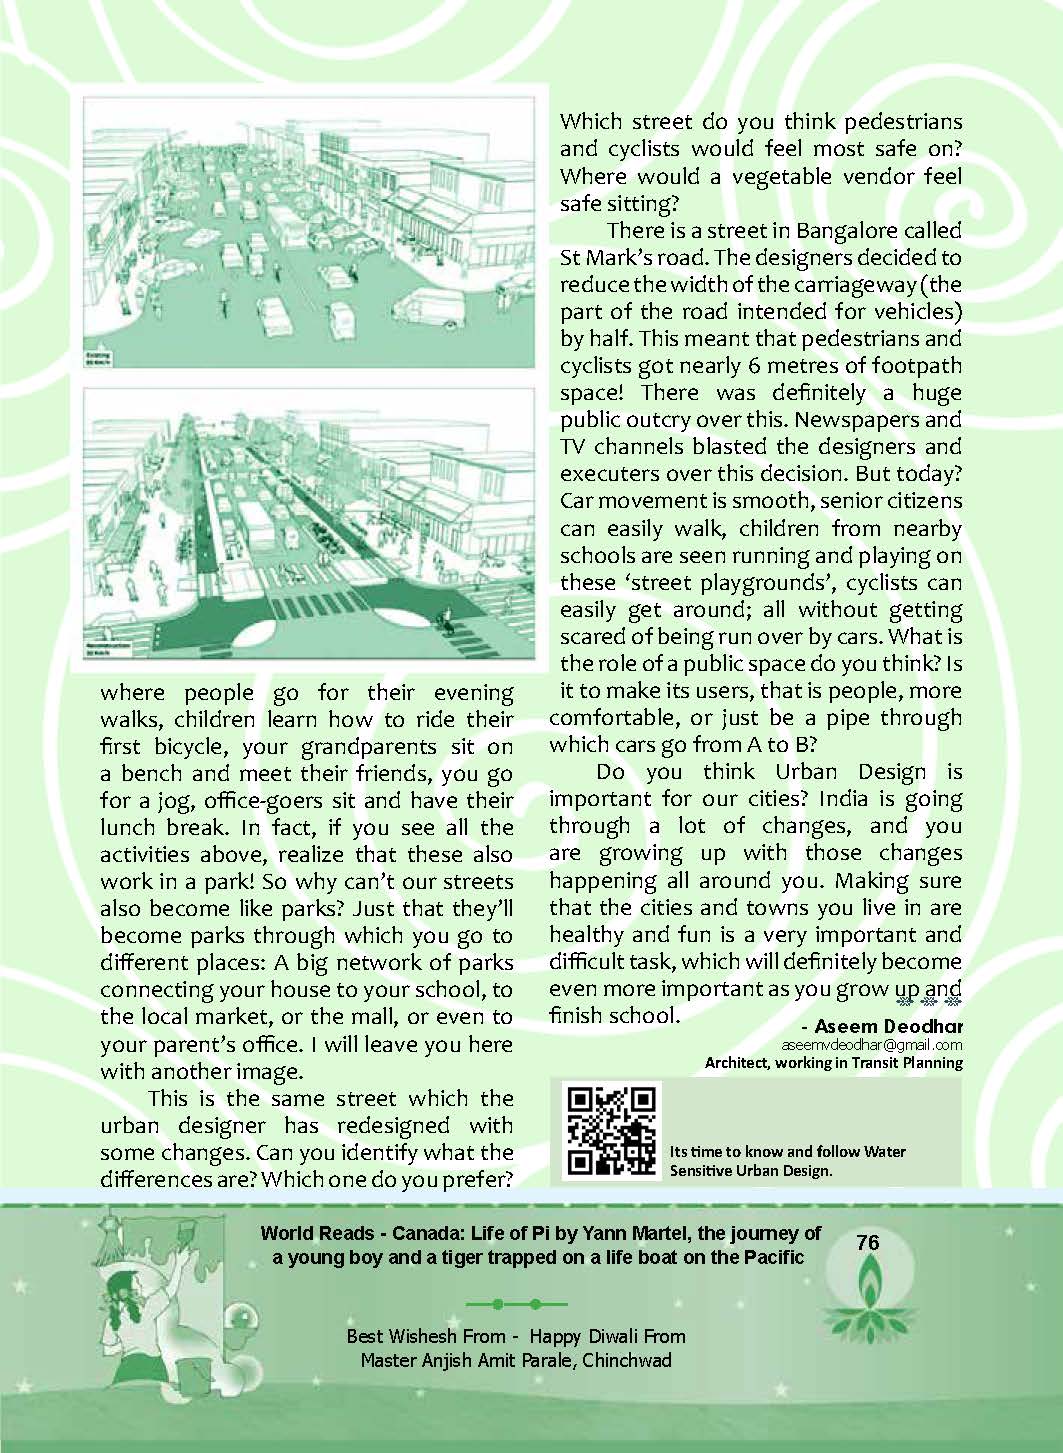 Existing
where people go for their evening
walks, children learn how to ride their
first bicycle, your grandparents sit on
a bench and meet their friends, you go
for a jog, office-goers sit and have their
lunch break. In fact, if you see all the
activities above, realize that these also
work in a park! So why can't our streets
also become like parks? Just that they'll
become parks through which you go to
different places: A big network of parks
connecting your house to your school, to
the local market, or the mall, or even to
your parent's office. I will leave you here
with another image.
This is the same street which the
urban designer has redesigned with
some changes. Can you identify what the
differences are? Which one do you prefer?
Which street do you think pedestrians
and cyclists would feel most safe on?
Where would a vegetable vendor feel
safe sitting?
There is a street in Bangalore called
St Mark's road. The designers decided to
reduce the width of the carriageway (the
part of the road intended for vehicles)
by half. This meant that pedestrians and
cyclists got nearly 6 metres of footpath
space! There was definitely a huge
public outcry over this. Newspapers and
TV channels blasted the designers and
executers over this decision. But today?
Car movement is smooth, senior citizens
can easily walk, children from nearby
schools are seen running and playing on
these 'street playgrounds', cyclists can
easily get around; all without getting
scared of being run over by cars. What is
the role of a public space do you think? Is
it to make its users, that is people, more
comfortable, or just be a pipe through
which cars go from A to B?
Do you think Urban Design is
important for our cities? India is going
through a lot of changes, and you
are growing up with those changes
happening all around you. Making sure
that the cities and towns you live in are
healthy and fun is a very important and
difficult task, which will definitely become
even more important as you grow up and
finish school.
- Aseem Deodhar
aseemvdeodhar@gmail.com
Architect, working in Transit Planning
Its time to know and follow Water
Sensitive Urban Design.
World Reads - Canada: Life of Pi by Yann Martel, the journey of
a young boy and a tiger trapped on a life boat on the Pacific
76
Best Wishesh From - Happy Diwali From
Master Anjish Amit Parale, Chinchwad